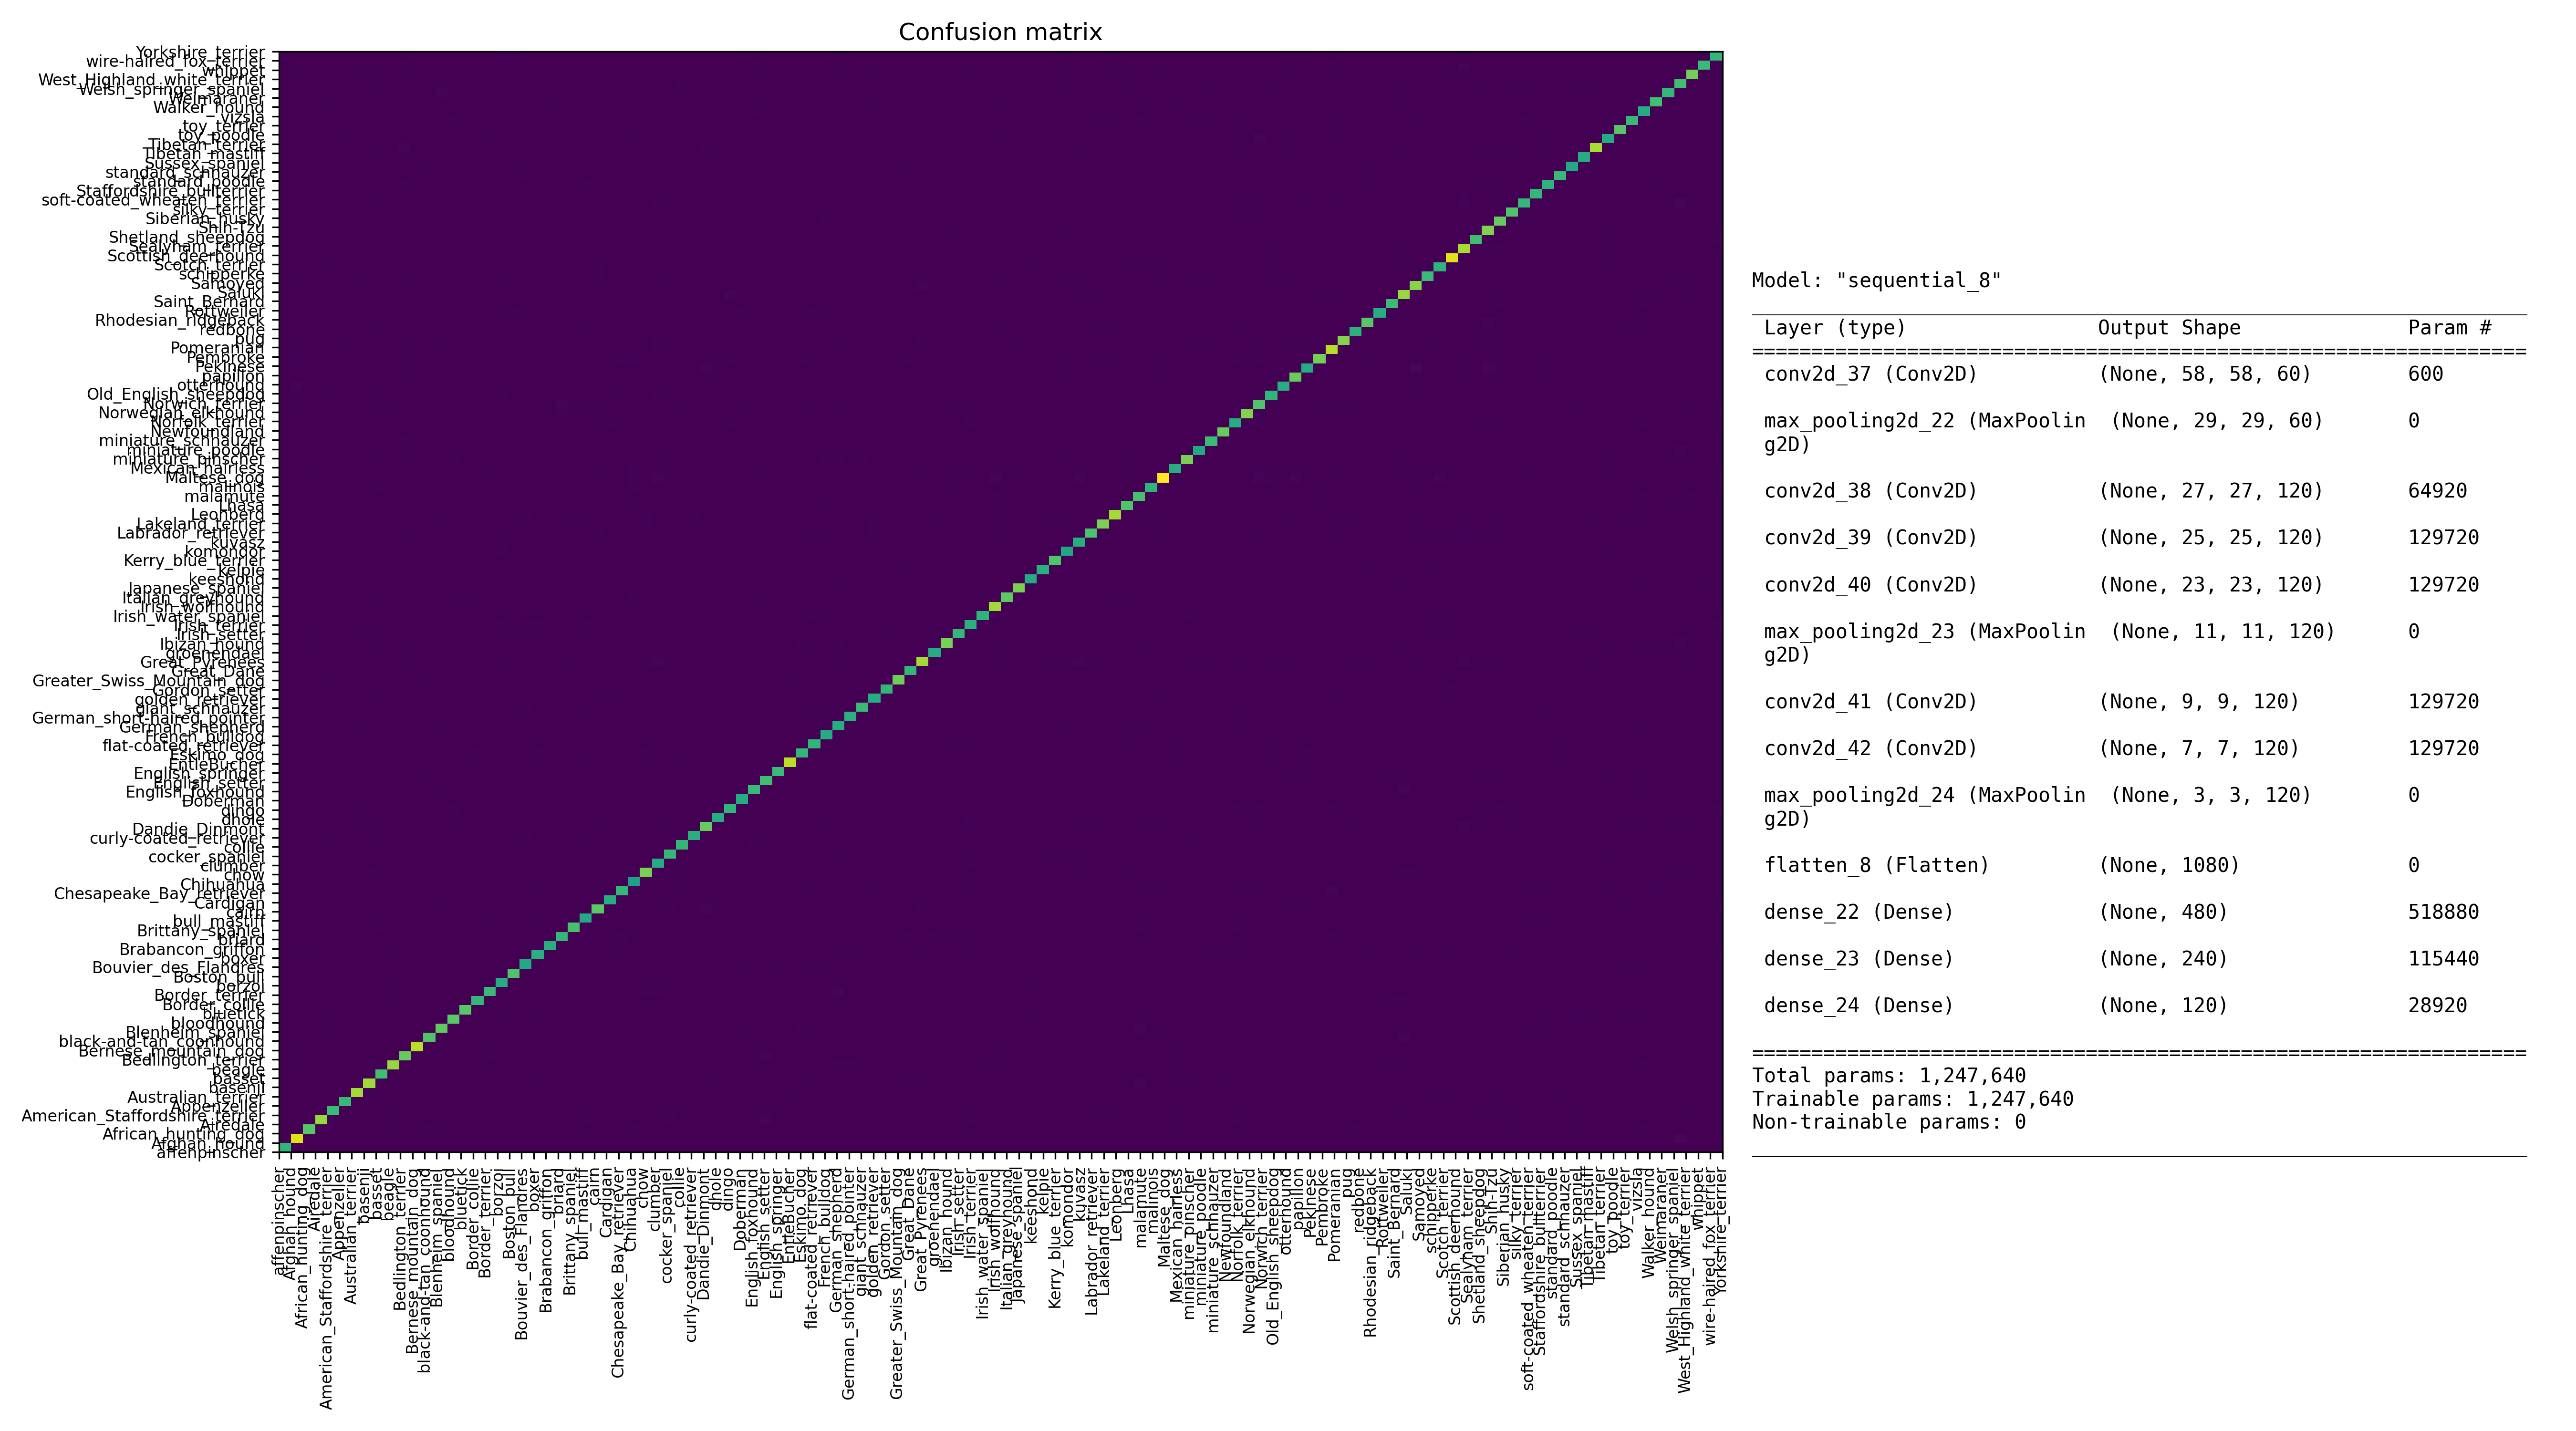 Confusion matrix
Yorkshire_terrier
wire-haired_fox_terrier
whippet
West_Highland_white_terrier
Welsh_springer_spaniel
Weimaraner
Walker_hound
vizsla
toy_terrier
toy_poodle
Tibetan_terrier
Tibetan_mastiff
Sussex_spaniel
standard_schnauzer
standard_poodle
Staffordshire_bullterrier
soft-coated_wheaten_terrier
silky_terrier
Siberian_husky
Shih-Tzu
Shetland_sheepdog
Sealyham_terrier
Scottish_deerhound
Scotch_terrier
schipperke
Samoyed
Saluki
Saint_Bernard
Rottweiler
Rhodesian_ridgeback
redbone
pug
Pomeranian
Pembroke
Pekinese
papillon
otterhound
Old_English_sheepdog
Norwich_terrier
Norwegian_elkhound
Norfolk_terrier
Newfoundland
miniature_schnauzer
miniature_poodle
miniature_pinscher
Mexican_hairless
Maltese_dog
malinois
malamute
Lhasa
Leonberg
Lakeland_terrier
Labrador_retriever
kuvasz
komondor
Kerry_blue_terrier
kelpie
keeshond
Japanese_spaniel
Italian_greyhound
Irish_wolfhound
Irish_water_spaniel
Irish_terrier
Irish_setter
Ibizan_hound
groenendael
Great_Pyrenees
Great_Dane
Greater_Swiss_Mountain_dog
Gordon_setter
golden_retriever
giant_schnauzer
German_short-haired_pointer
German_shepherd
French_bulldog
flat-coated_retriever
Eskimo_dog
EntleBucher
English_springer
English_setter
English_foxhound
Doberman
dingo
dhole
Dandie_Dinmont
curly-coated_retriever
collie
cocker_spaniel
clumber
chow
Chihuahua
Chesapeake_Bay_retriever
Cardigan
cairn
bull_mastiff
Brittany_spaniel
briard
Brabancon_griffon
boxer
Bouvier_des_Flandres
Boston_bull
borzoi
Border_terrier
Border_collie
bluetick
bloodhound
Blenheim_spaniel
black-and-tan_coonhound
Bernese_mountain_dog
Bedlington_terrier
beagle
basset
basenji
Australian_terrier
Appenzeller
American_Staffordshire_terrier
Airedale
African_hunting_dog
Afghan_hound
affenpinscher
affenpinscher
Afghan_hound
African_hunting_dog
Airedale
American_Staffordshire_terrier
Appenzeller
Australian_terrier
basenji
basset
beagle
Bedlington_terrier
Bernese_mountain_dog
black-and-tan_coonhound
Blenheim_spaniel
bloodhound
bluetick
Border_collie
Border_terrier
borzoi
Boston_bull
Bouvier_des_Flandres
boxer
Brabancon_griffon
briard
Brittany_spaniel
bull_mastiff
cairn
Cardigan
Chesapeake_Bay_retriever
Chihuahua
chow
clumber
cocker_spaniel
collie
curly-coated_retriever
Dandie_Dinmont
dhole
dingo
Doberman
English_foxhound
English_setter
English_springer
EntleBucher
Eskimo_dog
flat-coated_retriever
French_bulldog
German_shepherd
German_short-haired_pointer
giant_schnauzer
golden_retriever
Gordon_setter
Greater_Swiss_Mountain_dog
Great_Dane
Great_Pyrenees
groenendael
Ibizan_hound
Irish_setter
Irish_terrier
Irish_water_spaniel
Irish_wolfhound
Italian_greyhound
Japanese_spaniel
keeshond
kelpie
Kerry_blue_terrier
komondor
kuvasz
Labrador_retriever
Lakeland_terrier
Leonberg
Lhasa
malamute
malinois
Maltese_dog
Mexican_hairless
miniature_pinscher
miniature_poodle
miniature_schnauzer
Newfoundland
Norfolk_terrier
Norwegian_elkhound
Norwich_terrier
Old_English_sheepdog
otterhound
papillon
Pekinese
Pembroke
Pomeranian
pug
redbone
Rhodesian_ridgeback
Rottweiler
Saint_Bernard
Saluki
Samoyed
schipperke
Scotch_terrier
Scottish_deerhound
Sealyham_terrier
Shetland_sheepdog
Shih-Tzu
Siberian_husky
silky_terrier
soft-coated_wheaten_terrier
Staffordshire_bullterrier
standard_poodle
standard_schnauzer
Sussex_spaniel
Tibetan_mastiff
Tibetan_terrier
toy_poodle
toy_terrier
vizsla
Walker_hound
Weimaraner
Welsh_springer_spaniel
West_Highland_white_terrier
whippet
wire-haired_fox_terrier
Yorkshire_terrier
Model: "sequential_8"
Layer (type) Output Shape Param #
=================================================================
conv2d_37 (Conv2D) (None, 58, 58, 60) 600
max_pooling2d_22 (MaxPoolin (None, 29, 29, 60) 0
g2D)
conv2d_38 (Conv2D) (None, 27, 27, 120) 64920
conv2d_39 (Conv2D) (None, 25, 25, 120) 129720
conv2d_40 (Conv2D) (None, 23, 23, 120) 129720
max_pooling2d_23 (MaxPoolin (None, 11, 11, 120) 0
g2D)
conv2d_41 (Conv2D) (None, 9, 9, 120) 129720
conv2d_42 (Conv2D) (None, 7, 7, 120) 129720
max_pooling2d_24 (MaxPoolin (None, 3, 3, 120) 0
g2D)
flatten_8 (Flatten) (None, 1080) 0
dense_22 (Dense) (None, 480) 518880
dense_23 (Dense) (None, 240) 115440
dense_24 (Dense) (None, 120) 28920
=================================================================
Total params: 1,247,640
Trainable params: 1,247,640
Non-trainable params: 0